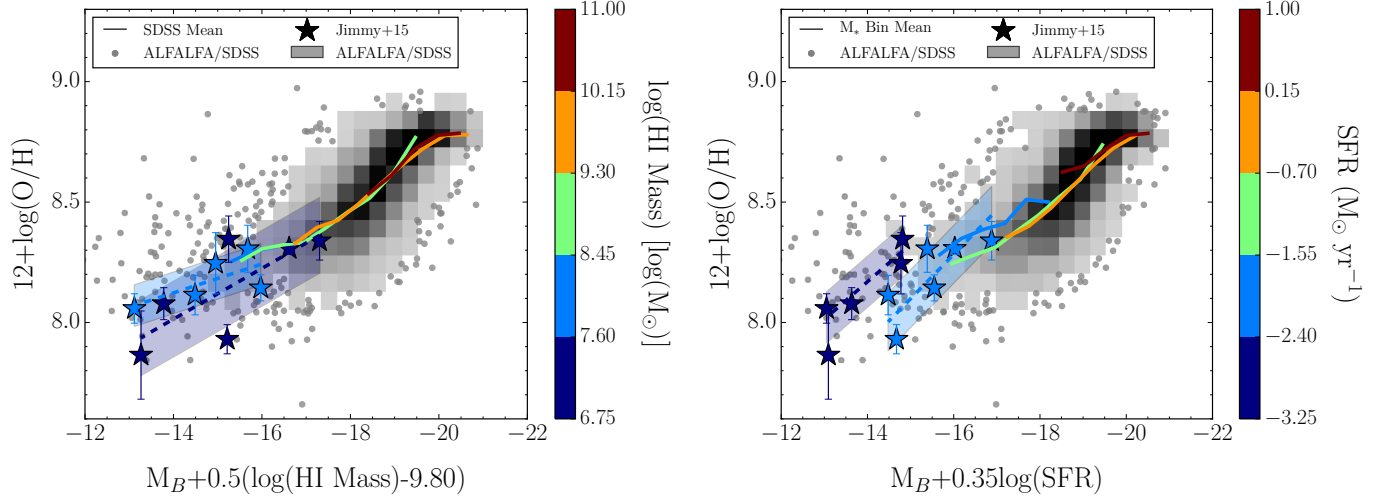 SDSS Mean
Jimmy+15
ALFALFA/SDSS
ALFALFA/SDSS
12+log(O/H)
9.0
8.5
8.0
−12
−14
−16
−18
−20
−22
M_B+0.5(log(HI Mass)-9.80)
11.00
10.15
9.30
8.45
7.60
6.75
log(HI Mass) [log(M⊙)]
M_* Bin Mean
Jimmy+15
ALFALFA/SDSS
ALFALFA/SDSS
12+log(O/H)
9.0
8.5
8.0
−12
−14
−16
−18
−20
−22
M_B+0.35log(SFR)
1.00
0.15
−0.70
−1.55
−2.40
−3.25
SFR (M⊙ yr⁻¹)